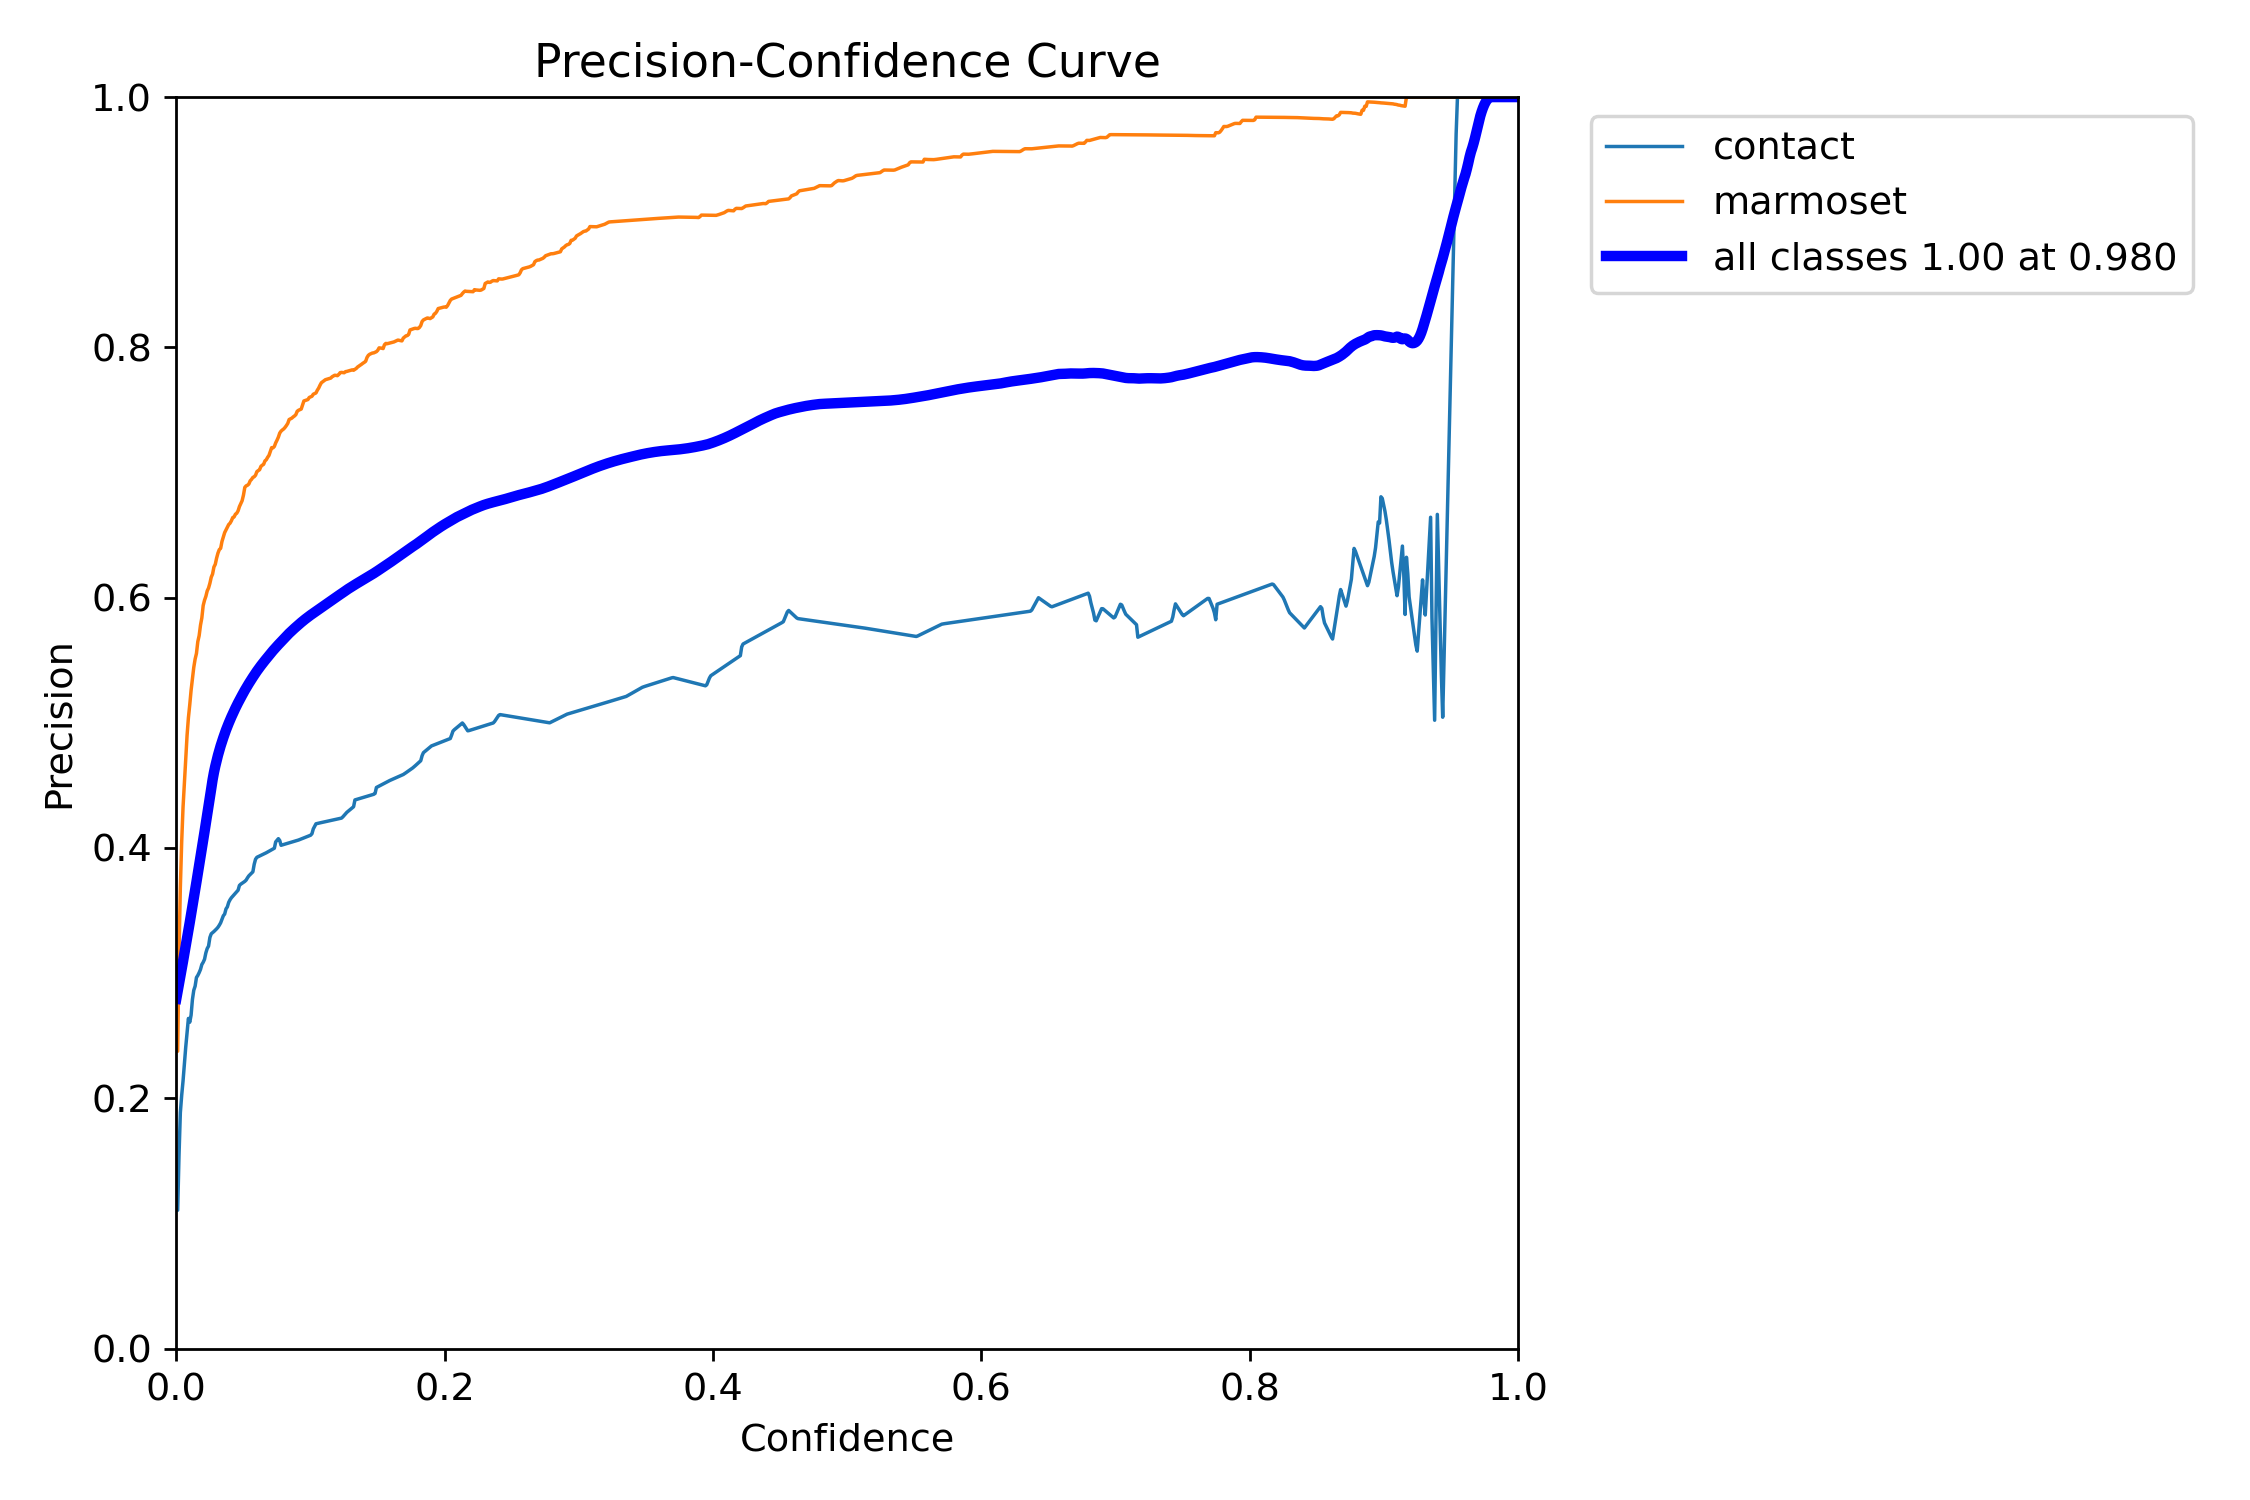 Precision-Confidence Curve
1.0
0.8
0.6
0.4
0.2
0.0
Precision
0.0 0.2 0.4 0.6 0.8 1.0
Confidence
contact
marmoset
all classes 1.00 at 0.980